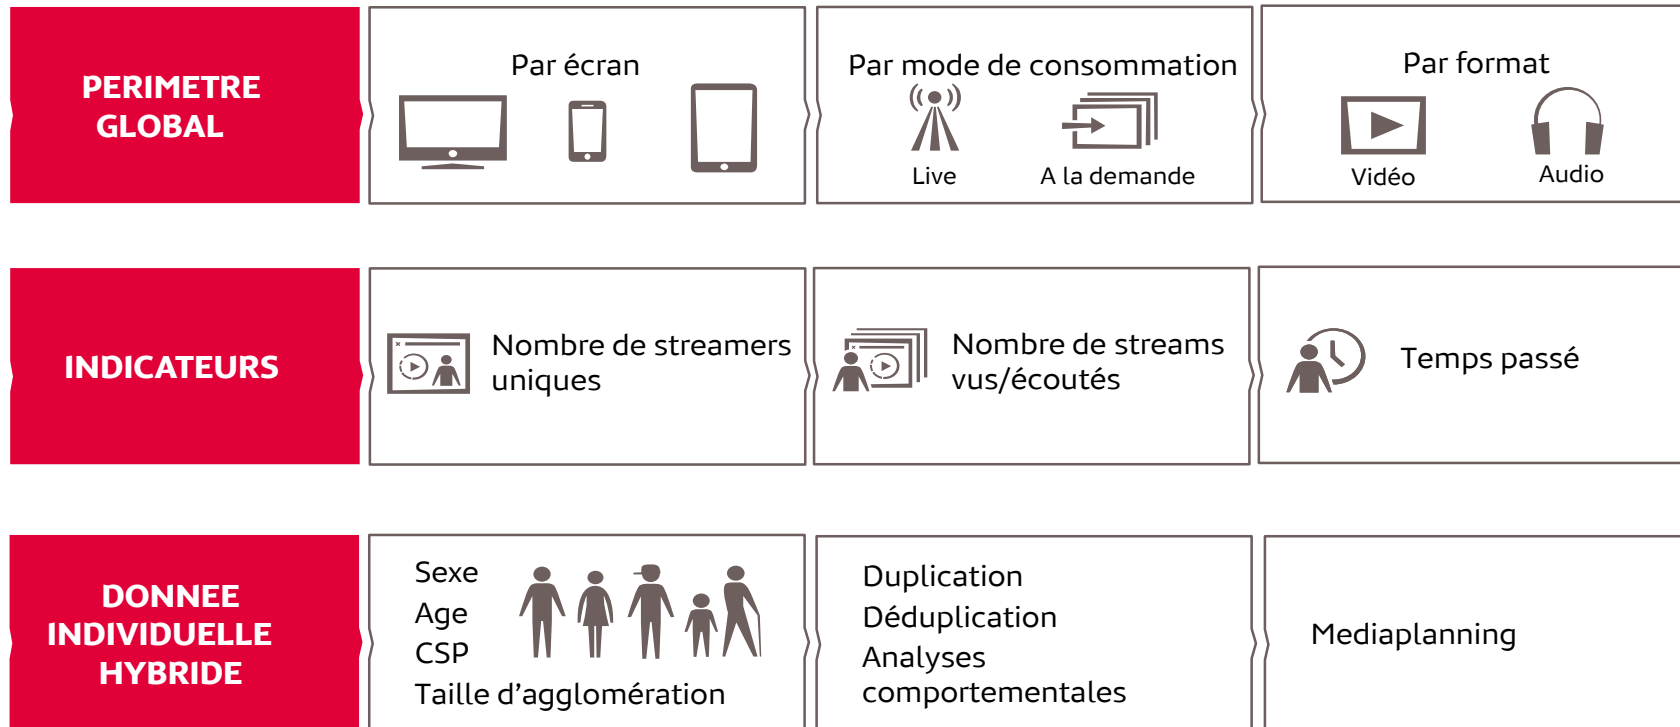 PERIMETRE
GLOBAL
Par écran
Par mode de consommation
Live
A la demande
Par format
Vidéo
Audio
INDICATEURS
Nombre de streamers
uniques
Nombre de streams
vus/écoutés
Temps passé
DONNEE
INDIVIDUELLE
HYBRIDE
Sexe
Age
CSP
Taille d’agglomération
Duplication
Déduplication
Analyses
comportementales
Mediaplanning